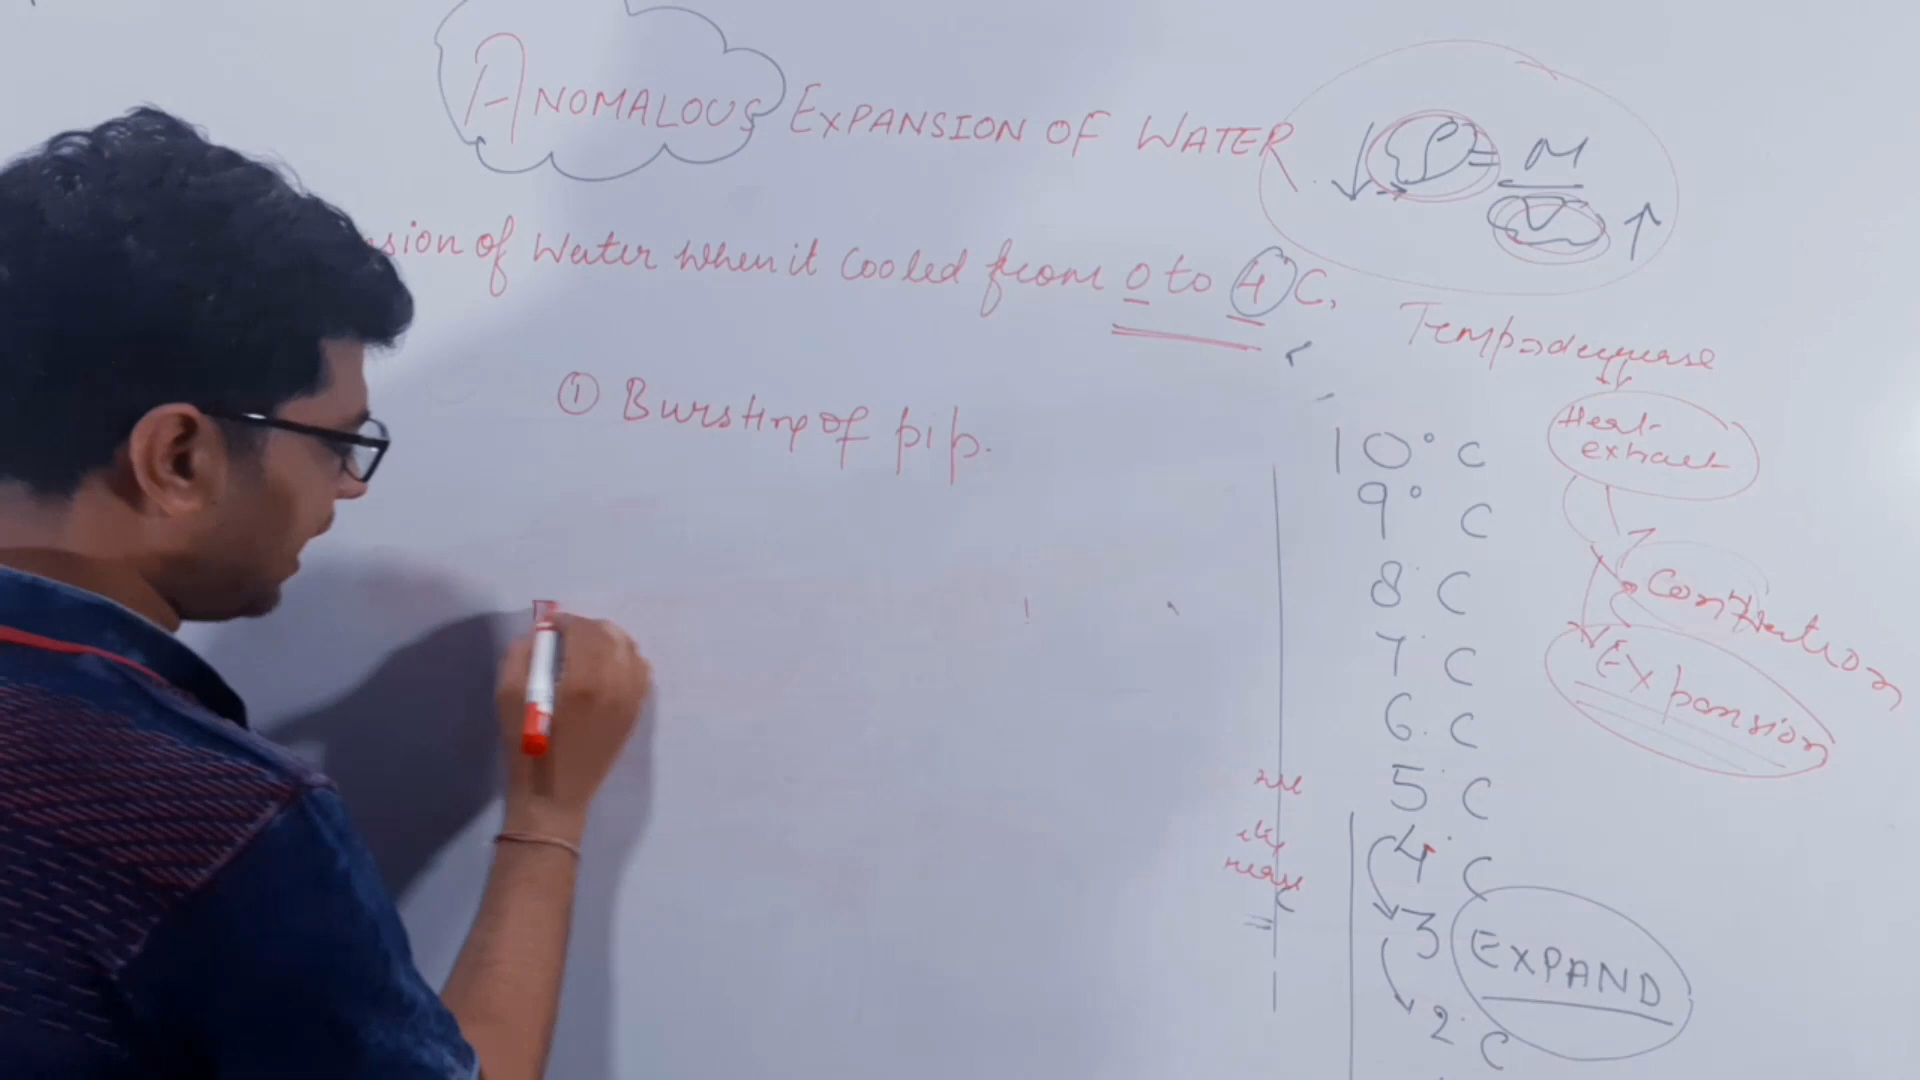 ANOMALOUS EXPANSION OF WATER
ρ = M
V
sion of Water when it cooled from 0 to 4 C,
① Bursting of pip.
Temp
Heat
extract
Contraction
Expansion
10° C
9° C
8° C
7° C
6° C
5° C
4° C
3
EXPAND
2° C